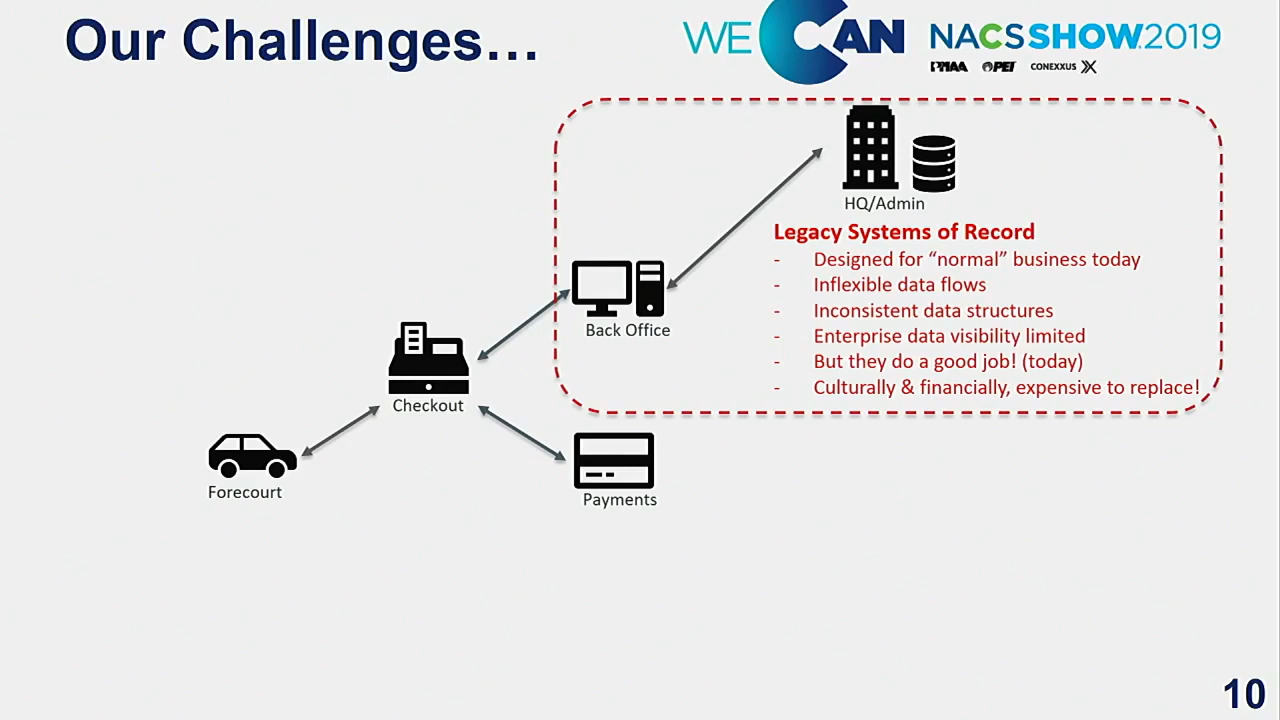 Our Challenges…
WE CAN
NACS SHOW 2019
PMAA PEI CONEXXUS
HQ/Admin
Legacy Systems of Record
- Designed for “normal” business today
- Inflexible data flows
- Inconsistent data structures
- Enterprise data visibility limited
- But they do a good job! (today)
- Culturally & financially, expensive to replace!
Back Office
Checkout
Forecourt
Payments
10